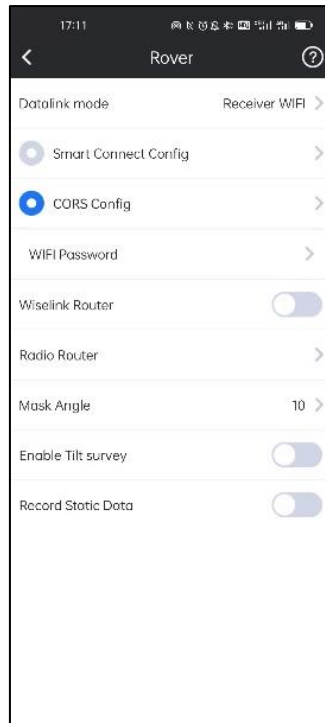 17:11
Rover
Datalink mode Receiver WIFI
Smart Connect Config
CORS Config
WIFI Password
Wiselink Router
Radio Router
Mask Angle 10
Enable Tilt survey
Record Static Data